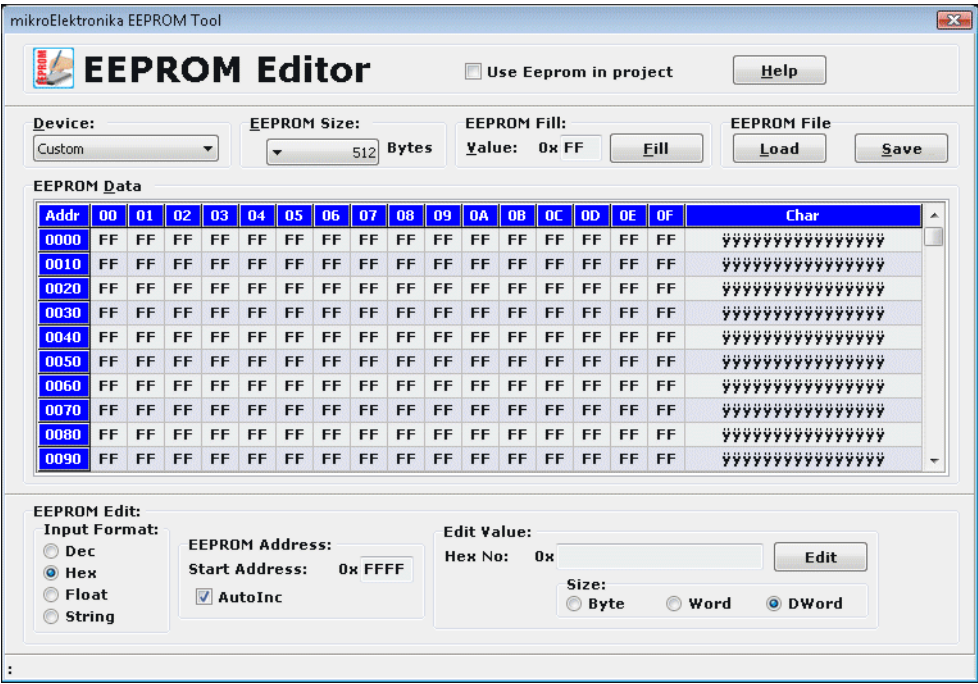 mikroElektronika EEPROM Tool
EEPROM
EEPROM Editor
Use Eeprom in project
Help
Device: EEPROM Size: EEPROM Fill: EEPROM File
Custom 512 Bytes Value: 0x FF Fill Load Save
EEPROM Data
Addr 00 01 02 03 04 05 06 07 08 09 0A 0B 0C 0D 0E 0F Char
0000 FF FF FF FF FF FF FF FF FF FF FF FF FF FF FF FF ÿÿÿÿÿÿÿÿÿÿÿÿÿÿÿÿ
0010 FF FF FF FF FF FF FF FF FF FF FF FF FF FF FF FF ÿÿÿÿÿÿÿÿÿÿÿÿÿÿÿÿ
0020 FF FF FF FF FF FF FF FF FF FF FF FF FF FF FF FF ÿÿÿÿÿÿÿÿÿÿÿÿÿÿÿÿ
0030 FF FF FF FF FF FF FF FF FF FF FF FF FF FF FF FF ÿÿÿÿÿÿÿÿÿÿÿÿÿÿÿÿ
0040 FF FF FF FF FF FF FF FF FF FF FF FF FF FF FF FF ÿÿÿÿÿÿÿÿÿÿÿÿÿÿÿÿ
0050 FF FF FF FF FF FF FF FF FF FF FF FF FF FF FF FF ÿÿÿÿÿÿÿÿÿÿÿÿÿÿÿÿ
0060 FF FF FF FF FF FF FF FF FF FF FF FF FF FF FF FF ÿÿÿÿÿÿÿÿÿÿÿÿÿÿÿÿ
0070 FF FF FF FF FF FF FF FF FF FF FF FF FF FF FF FF ÿÿÿÿÿÿÿÿÿÿÿÿÿÿÿÿ
0080 FF FF FF FF FF FF FF FF FF FF FF FF FF FF FF FF ÿÿÿÿÿÿÿÿÿÿÿÿÿÿÿÿ
0090 FF FF FF FF FF FF FF FF FF FF FF FF FF FF FF FF ÿÿÿÿÿÿÿÿÿÿÿÿÿÿÿÿ
EEPROM Edit:
Input Format:
Dec
Hex
Float
String
EEPROM Address:
Start Address: 0x FFFF
AutoInc
Edit Value:
Hex No: 0x Edit
Size:
Byte Word DWord
: